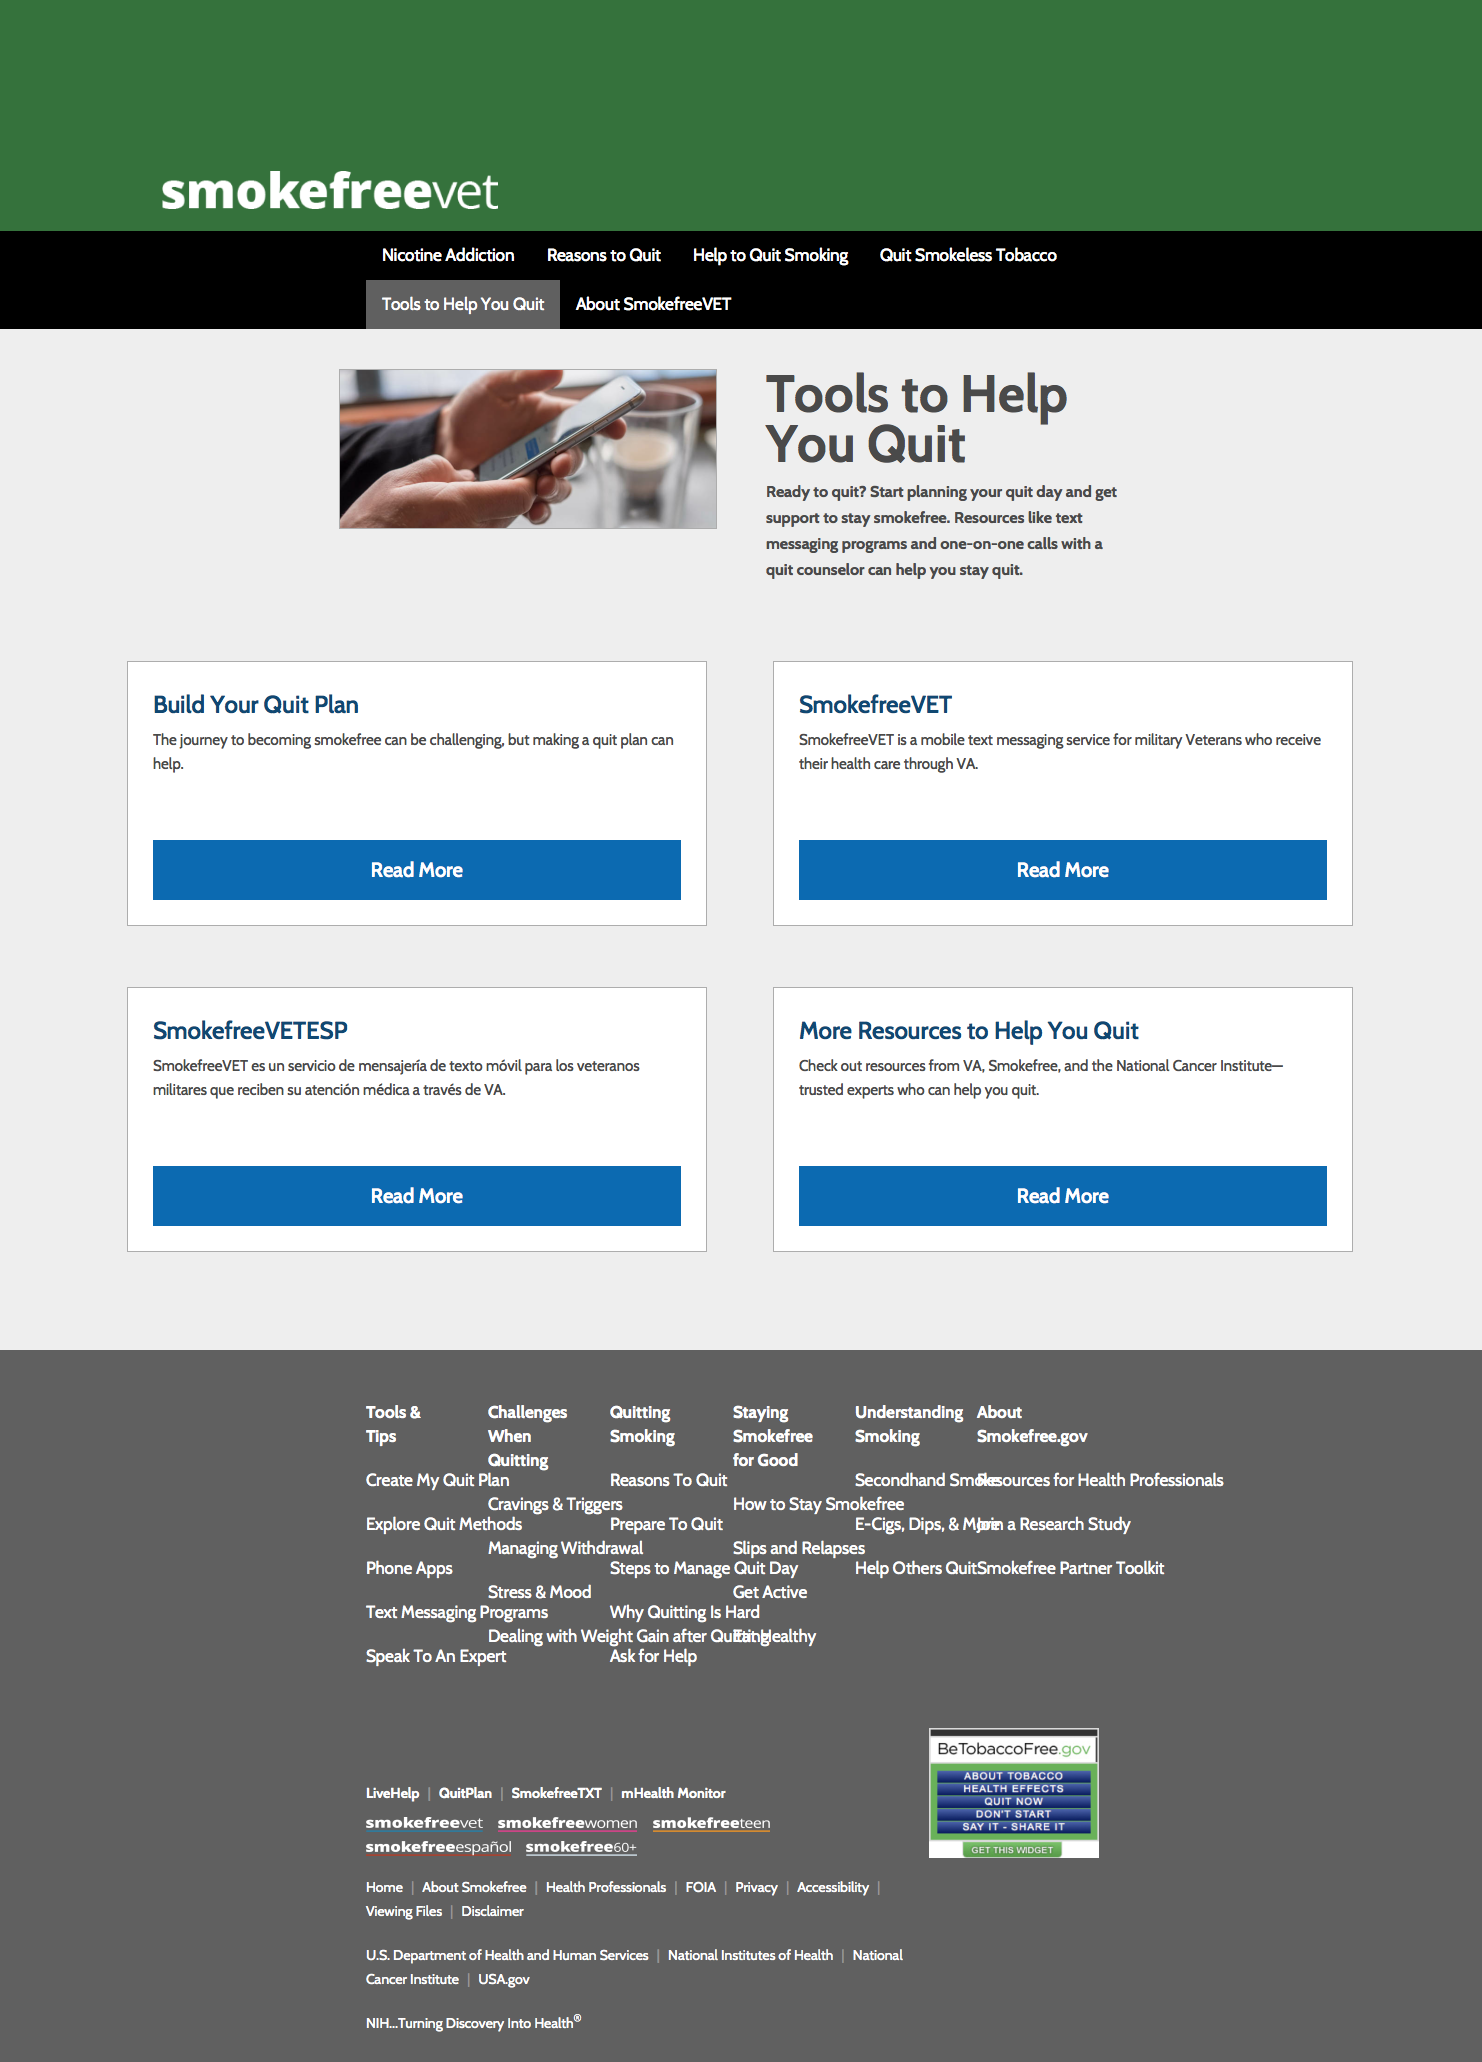 smokefreevet
Nicotine Addiction Reasons to Quit Help to Quit Smoking Quit Smokeless Tobacco
Tools to Help You Quit About SmokefreeVET
Tools to Help
You Quit
Ready to quit? Start planning your quit day and get
support to stay smokefree. Resources like text
messaging programs and one-on-one calls with a
quit counselor can help you stay quit.
Build Your Quit Plan
The journey to becoming smokefree can be challenging, but making a quit plan can
help.
Read More
SmokefreeVET
SmokefreeVET is a mobile text messaging service for military Veterans who receive
their health care through VA.
Read More
SmokefreeVETESP
SmokefreeVET es un servicio de mensajería de texto móvil para los veteranos
militares que reciben su atención médica a través de VA.
Read More
More Resources to Help You Quit
Check out resources from VA, Smokefree, and the National Cancer Institute—
trusted experts who can help you quit.
Read More
Tools &
Tips
Create My Quit Plan
Explore Quit Methods
Phone Apps
Text Messaging Programs
Speak To An Expert
Challenges
When
Quitting
Cravings & Triggers
Managing Withdrawal
Stress & Mood
Dealing with Weight Gain after Quitting
Quitting
Smoking
Reasons To Quit
Prepare To Quit
Steps to Manage Quit Day
Why Quitting Is Hard
Ask for Help
Staying
Smokefree
for Good
How to Stay Smokefree
Slips and Relapses
Get Active
Eat Healthy
Understanding
Smoking
Secondhand Smoke
E-Cigs, Dips, & More
Help Others Quit
About
Smokefree.gov
Resources for Health Professionals
Join a Research Study
Smokefree Partner Toolkit
BeTobaccoFree.gov
ABOUT TOBACCO
HEALTH EFFECTS
QUIT NOW
DON'T START
SAY IT - SHARE IT
GET THIS WIDGET
LiveHelp | QuitPlan | SmokefreeTXT | mHealth Monitor
smokefreevet smokefreewomen smokefreeteen
smokefreeespañol smokefree60+
Home | About Smokefree | Health Professionals | FOIA | Privacy | Accessibility |
Viewing Files | Disclaimer
U.S. Department of Health and Human Services | National Institutes of Health | National
Cancer Institute | USA.gov
NIH...Turning Discovery Into Health®